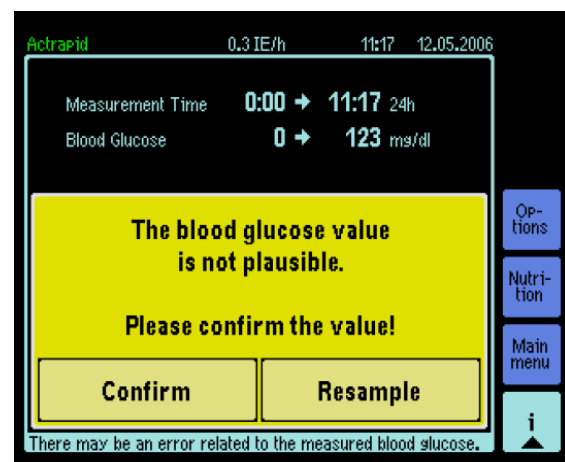 Actrapid 0.3 IE/h 11:17 12.05.2006
Measurement Time 0:00 → 11:17 24h
Blood Glucose 0 → 123 mg/dl
The blood glucose value
is not plausible.
Please confirm the value!
Confirm Resample
Op-
tions
Nutri-
tion
Main
menu
i
There may be an error related to the measured blood glucose.